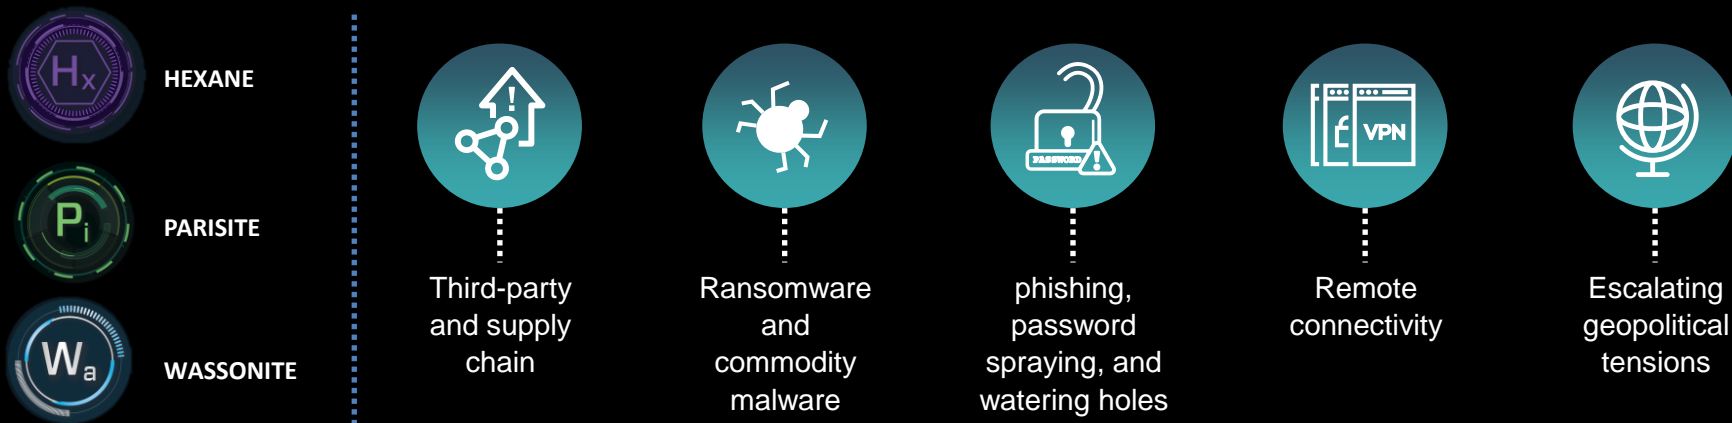 Hx
HEXANE
Pi
PARISITE
Wa
WASSONITE
!
Third-party
and supply
chain
Ransomware
and
commodity
malware
PASSWORD
!
phishing,
password
spraying, and
watering holes
VPN
Remote
connectivity
Escalating
geopolitical
tensions